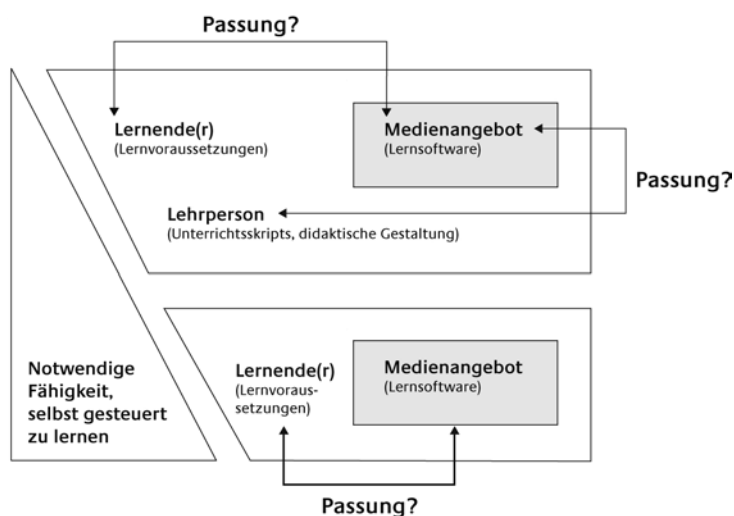 Passung?
Lernende(r)
(Lernvoraussetzungen)
Medienangebot
(Lernsoftware)
Passung?
Lehrperson
(Unterrichtsskripts, didaktische Gestaltung)
Notwendige
Fähigkeit,
selbst gesteuert
zu lernen
Lernende(r)
(Lernvoraus-
setzungen)
Medienangebot
(Lernsoftware)
Passung?